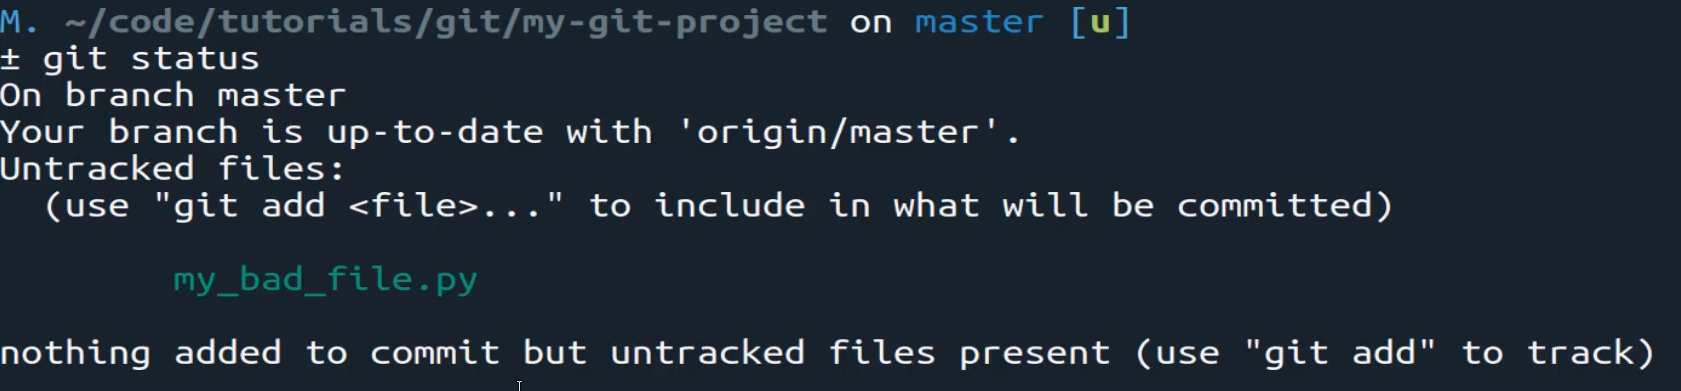 M. ~/code/tutorials/git/my-git-project on master [u]
± git status
On branch master
Your branch is up-to-date with 'origin/master'.
Untracked files:
  (use "git add <file>..." to include in what will be committed)
        my_bad_file.py
nothing added to commit but untracked files present (use "git add" to track)